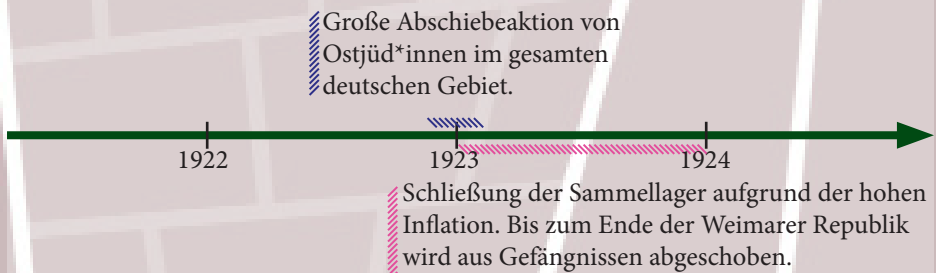 Große Abschiebeaktion von
Ostjüd*innen im gesamten
deutschen Gebiet.
1922
1923
1924
Schließung der Sammellager aufgrund der hohen
Inflation. Bis zum Ende der Weimarer Republik
wird aus Gefängnissen abgeschoben.